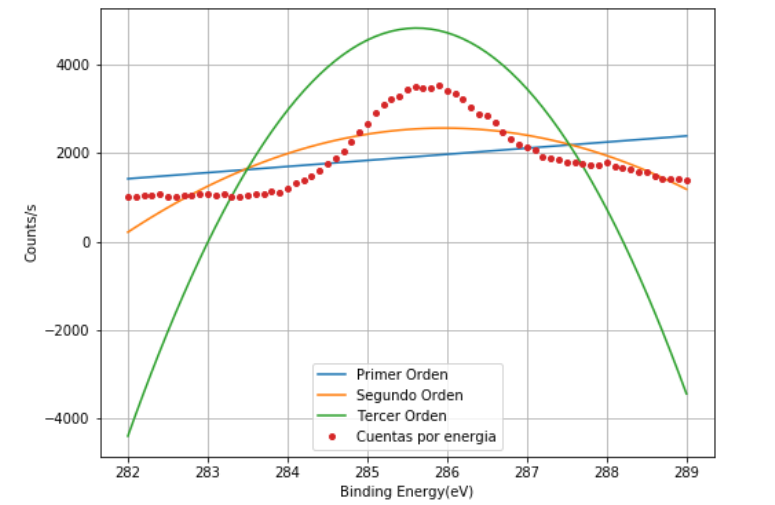 4000
2000
0
−2000
−4000
Counts/s
Primer Orden
Segundo Orden
Tercer Orden
Cuentas por energia
282 283 284 285 286 287 288 289
Binding Energy(eV)